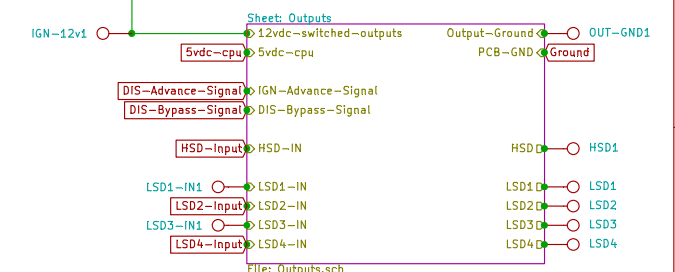 Sheet: Outputs
IGN-12v1 12vdc-switched-outputs Output-Ground OUT-GND1
5vdc-cpu 5vdc-cpu PCB-GND Ground
DIS-Advance-Signal IGN-Advance-Signal
DIS-Bypass-Signal DIS-Bypass-Signal
HSD-Input HSD-IN HSD HSD1
LSD1-IN1 LSD1-IN LSD1 LSD1
LSD2-Input LSD2-IN LSD2 LSD2
LSD3-IN1 LSD3-IN LSD3 LSD3
LSD4-Input LSD4-IN LSD4 LSD4
File: Outputs.sch